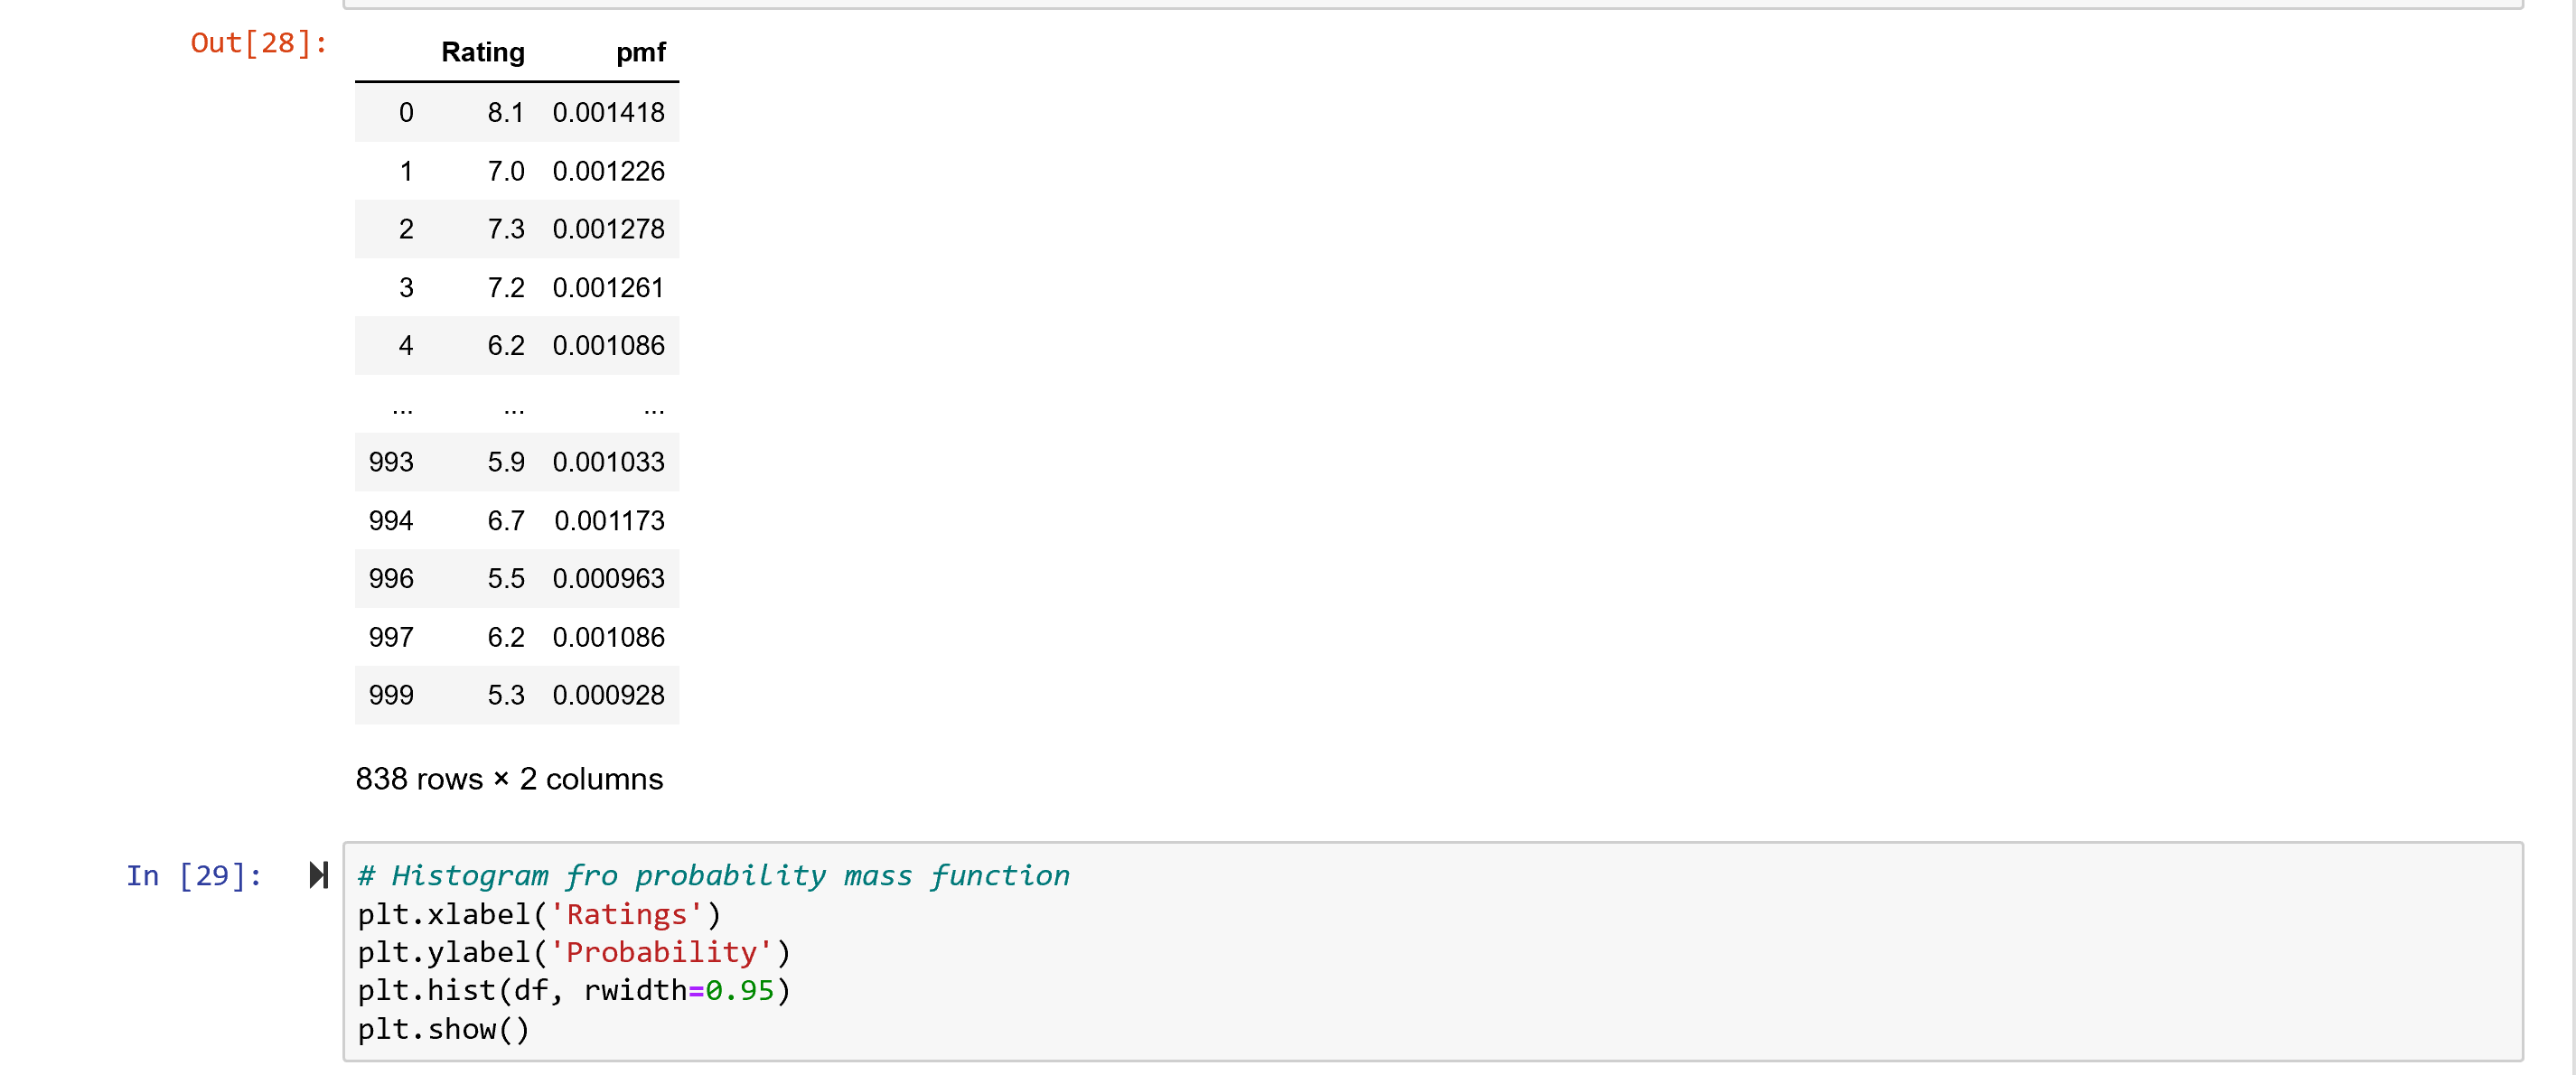 Out[28]:
Rating pmf
0 8.1 0.001418
1 7.0 0.001226
2 7.3 0.001278
3 7.2 0.001261
4 6.2 0.001086
... ... ...
993 5.9 0.001033
994 6.7 0.001173
996 5.5 0.000963
997 6.2 0.001086
999 5.3 0.000928
838 rows × 2 columns
In [29]:
# Histogram fro probability mass function
plt.xlabel('Ratings')
plt.ylabel('Probability')
plt.hist(df, rwidth=0.95)
plt.show()